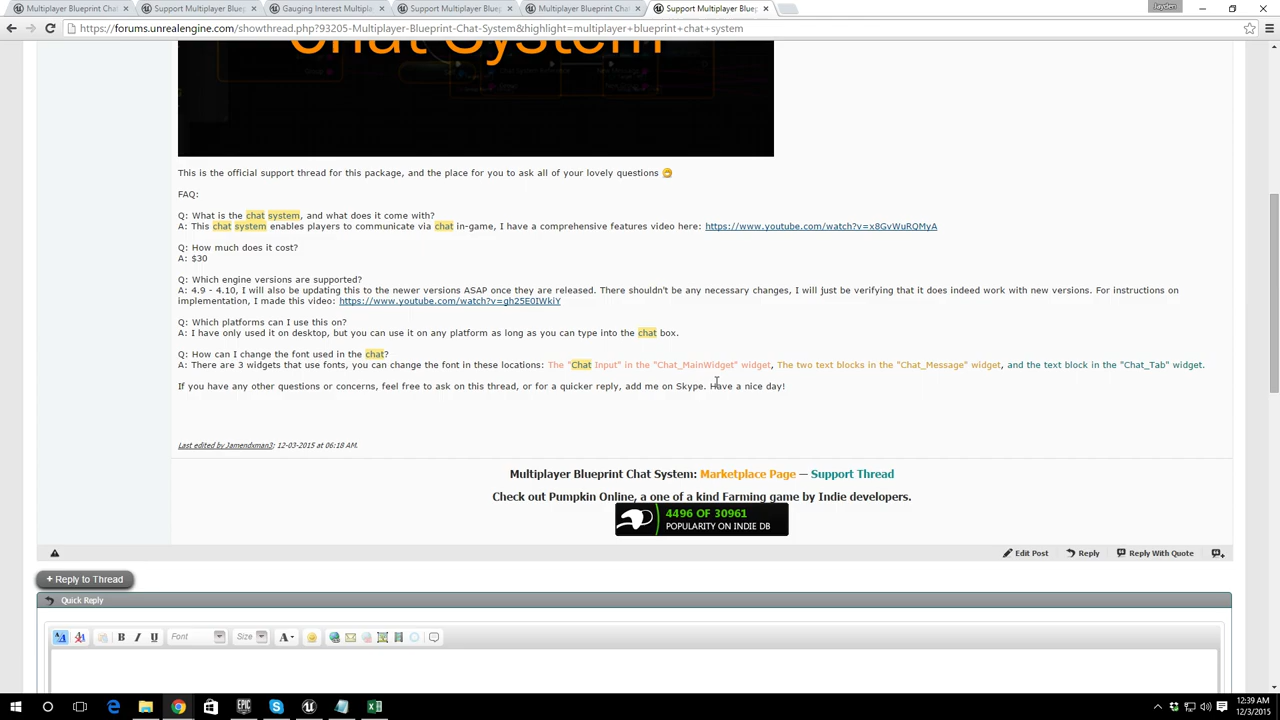 Multiplayer Blueprint Chat
Support Multiplayer Bluep
Gauging Interest Multipla
Support Multiplayer Bluep
Multiplayer Blueprint Chat
Support Multiplayer Bluep
Jayden
https://forums.unrealengine.com/showthread.php?93205-Multiplayer-Blueprint-Chat-System&highlight=multiplayer+blueprint+chat+system
Chat System
This is the official support thread for this package, and the place for you to ask all of your lovely questions
FAQ:
Q: What is the chat system, and what does it come with?
A: This chat system enables players to communicate via chat in-game, I have a comprehensive features video here: https://www.youtube.com/watch?v=x8GvWuRQMyA
Q: How much does it cost?
A: $30
Q: Which engine versions are supported?
A: 4.9 - 4.10, I will also be updating this to the newer versions ASAP once they are released. There shouldn't be any necessary changes, I will just be verifying that it does indeed work with new versions. For instructions on
implementation, I made this video: https://www.youtube.com/watch?v=gh25E0IWkiY
Q: Which platforms can I use this on?
A: I have only used it on desktop, but you can use it on any platform as long as you can type into the chat box.
Q: How can I change the font used in the chat?
A: There are 3 widgets that use fonts, you can change the font in these locations: The "Chat Input" in the "Chat_MainWidget" widget, The two text blocks in the "Chat_Message" widget, and the text block in the "Chat_Tab" widget.
If you have any other questions or concerns, feel free to ask on this thread, or for a quicker reply, add me on Skype. Have a nice day!
Last edited by Jamendxman3; 12-03-2015 at 06:18 AM.
Multiplayer Blueprint Chat System: Marketplace Page — Support Thread
Check out Pumpkin Online, a one of a kind Farming game by Indie developers.
4496 OF 30961
POPULARITY ON INDIE DB
Edit Post
Reply
Reply With Quote
+ Reply to Thread
Quick Reply
B I U Font Size A
EPIC
12:39 AM
12/3/2015